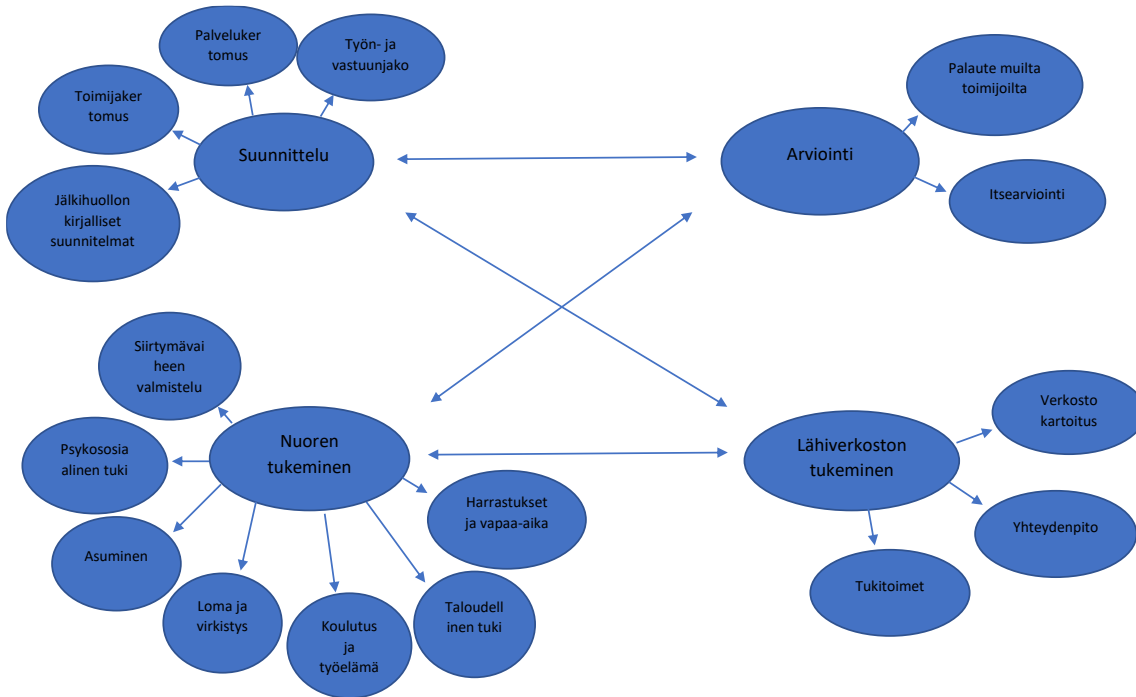 Palveluker
tomus
Työn- ja
vastuunjako
Toimijaker
tomus
Suunnittelu
Jälkihuollon
kirjalliset
suunnitelmat
Palaute muilta
toimijoilta
Arviointi
Itsearviointi
Siirtymävai
heen
valmistelu
Nuoren
tukeminen
Psykososia
alinen tuki
Asuminen
Loma ja
virkistys
Koulutus
ja
työelämä
Taloudell
inen tuki
Harrastukset
ja vapaa-aika
Verkosto
kartoitus
Lähiverkoston
tukeminen
Yhteydenpito
Tukitoimet